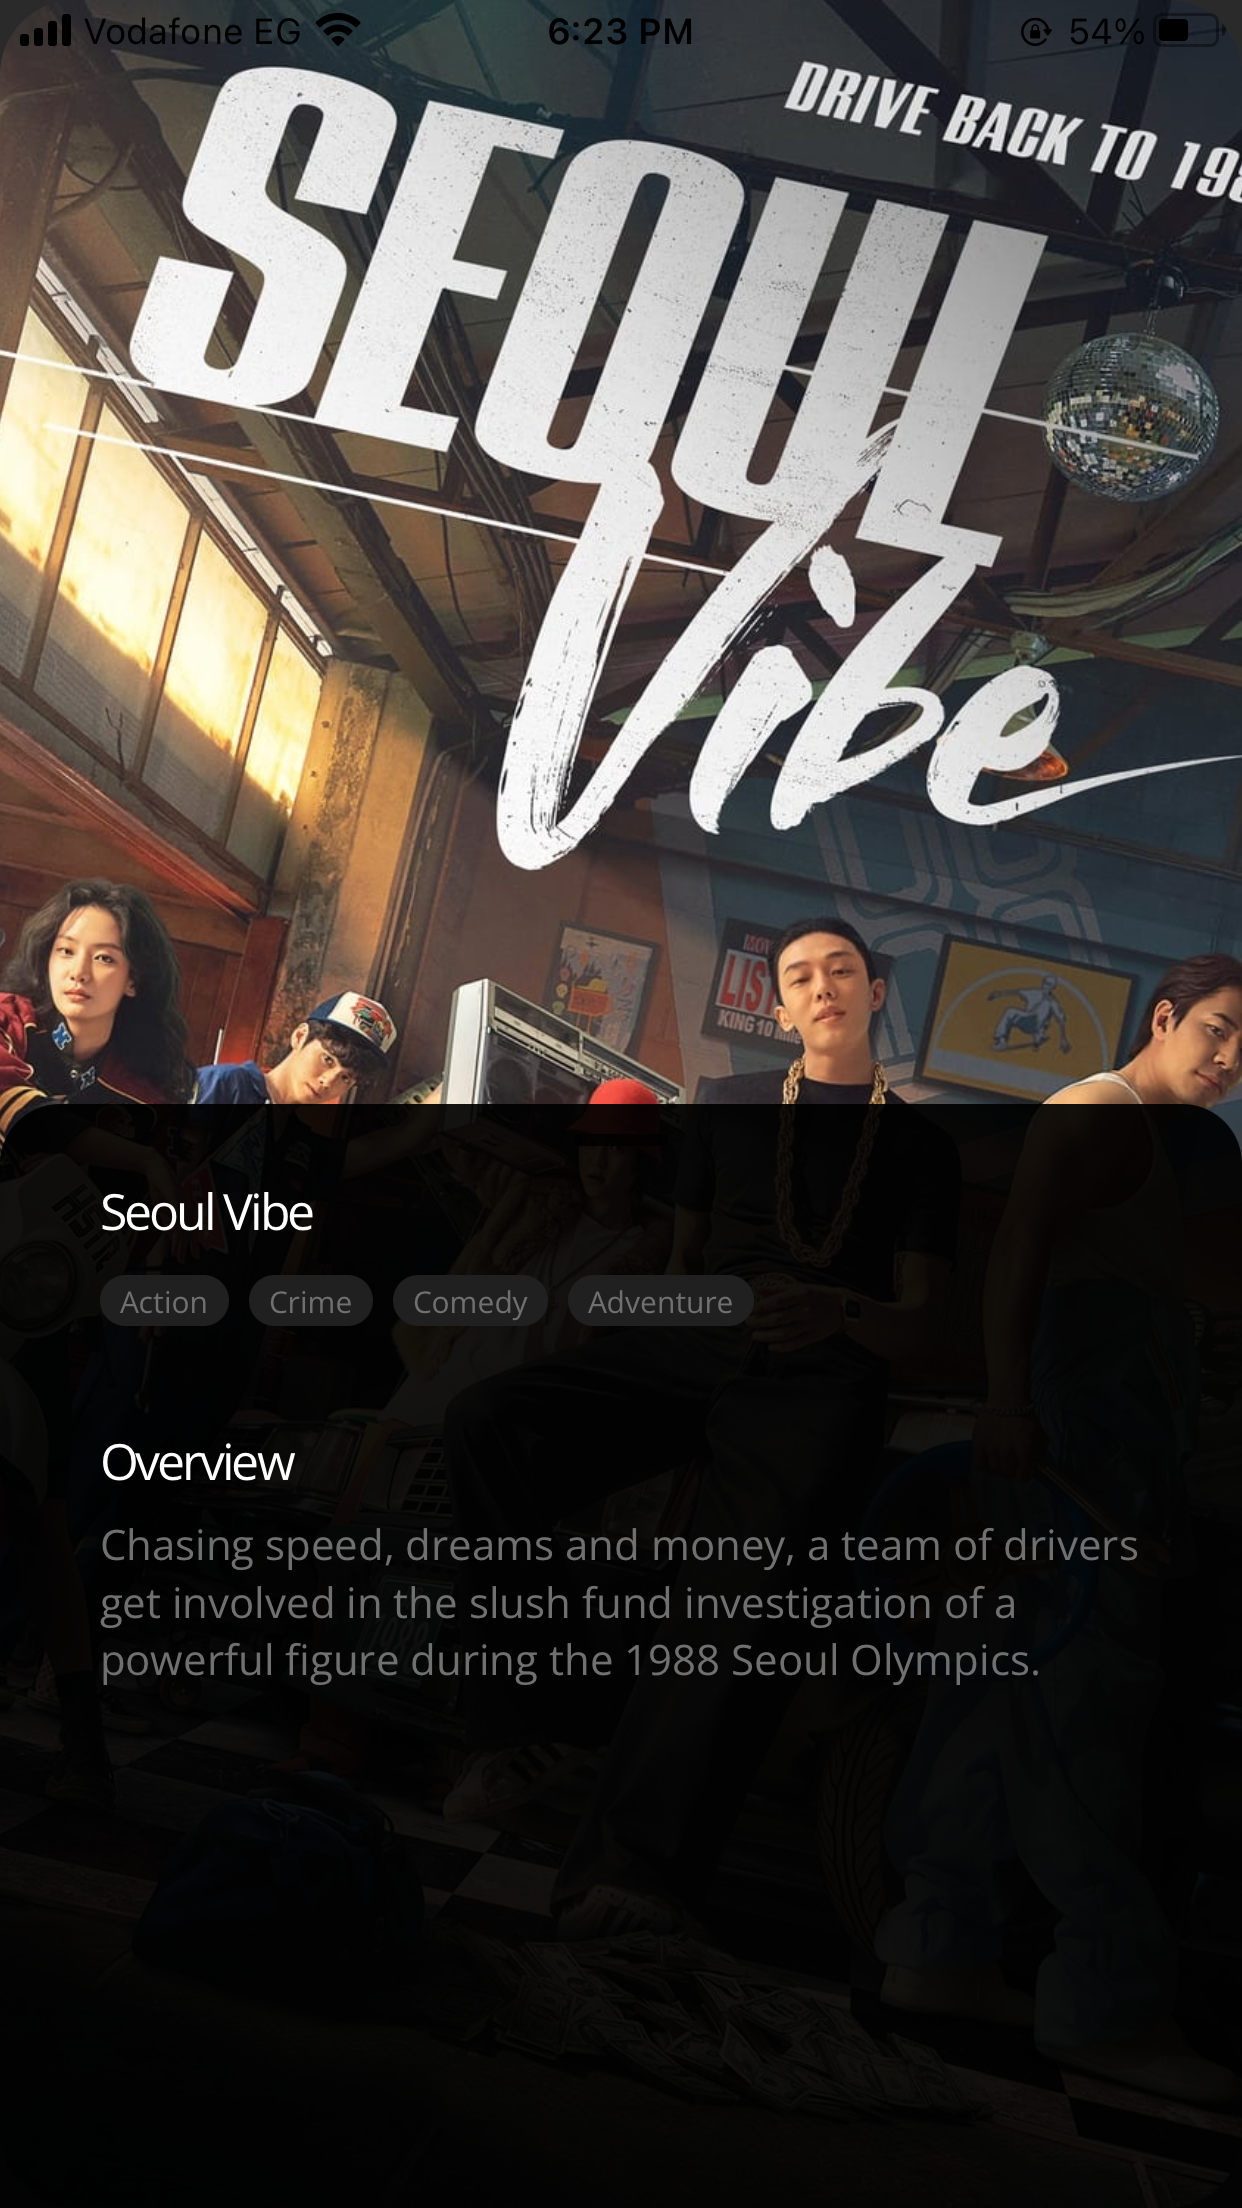 Vodafone EG 6:23 PM 54%
DRIVE BACK TO 198
SEOUL
Vibe
LIST
KING 10
Seoul Vibe
Action Crime Comedy Adventure
Overview
Chasing speed, dreams and money, a team of drivers
get involved in the slush fund investigation of a
powerful figure during the 1988 Seoul Olympics.